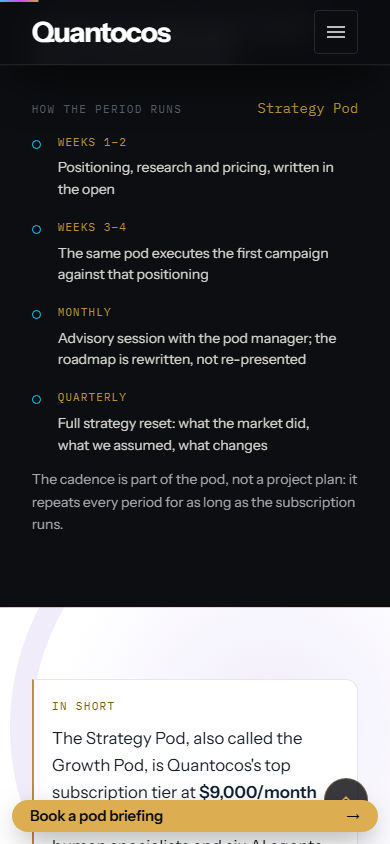 Quantocos
HOW THE PERIOD RUNS
Strategy Pod
WEEKS 1–2
Positioning, research and pricing, written in
the open
WEEKS 3–4
The same pod executes the first campaign
against that positioning
MONTHLY
Advisory session with the pod manager; the
roadmap is rewritten, not re-presented
QUARTERLY
Full strategy reset: what the market did,
what we assumed, what changes
The cadence is part of the pod, not a project plan: it
repeats every period for as long as the subscription
runs.
IN SHORT
The Strategy Pod, also called the
Growth Pod, is Quantocos's top
subscription tier at $9,000/month
Book a pod briefing →